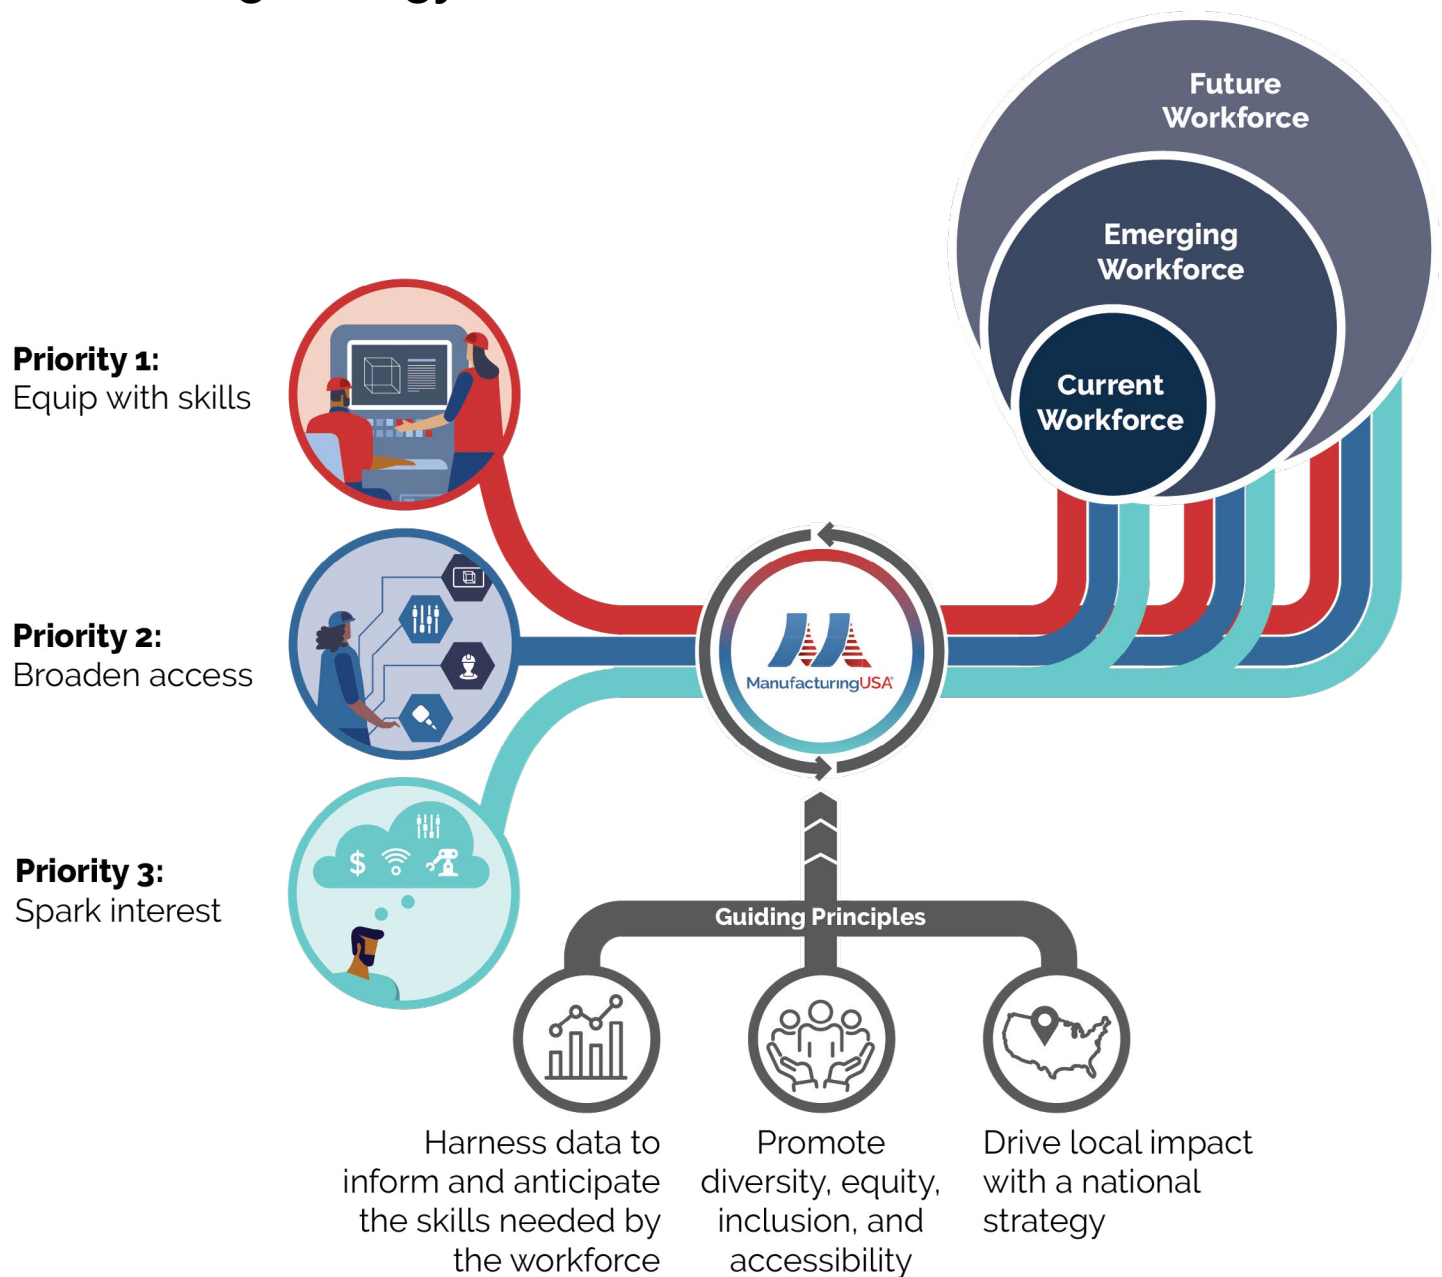 Future
Workforce
Emerging
Workforce
Current
Workforce
Priority 1:
Equip with skills
Priority 2:
Broaden access
Priority 3:
Spark interest
ManufacturingUSA®
$
Guiding Principles
Harness data to
inform and anticipate
the skills needed by
the workforce
Promote
diversity, equity,
inclusion, and
accessibility
Drive local impact
with a national
strategy